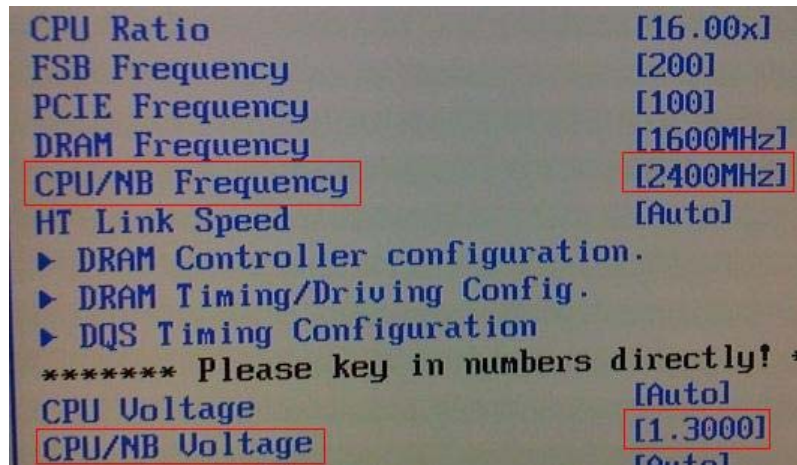 CPU Ratio [16.00x]
FSB Frequency [200]
PCIE Frequency [100]
DRAM Frequency [1600MHz]
CPU/NB Frequency [2400MHz]
HT Link Speed [Auto]
▶ DRAM Controller configuration.
▶ DRAM Timing/Driving Config.
▶ DQS Timing Configuration
******* Please key in numbers directly! *
CPU Voltage [Auto]
CPU/NB Voltage [1.3000]
[Auto]